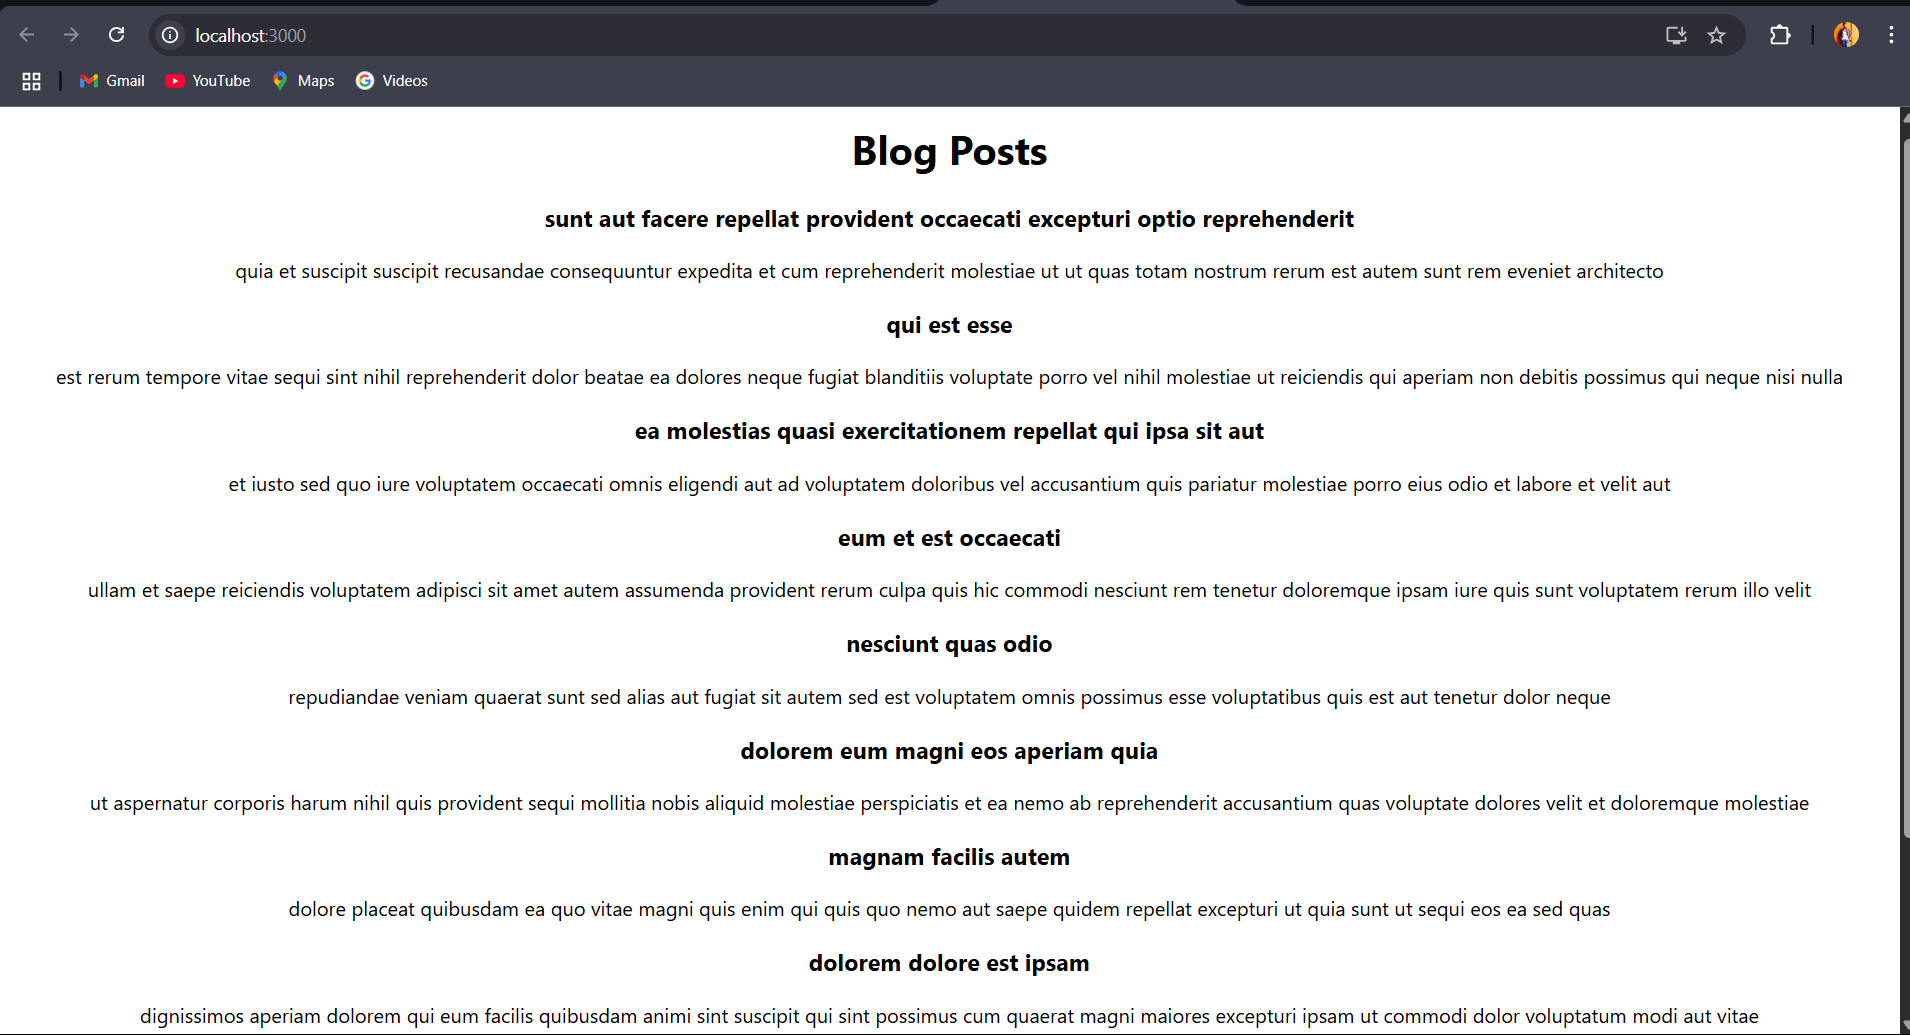 localhost:3000
Gmail YouTube Maps Videos
Blog Posts
sunt aut facere repellat provident occaecati excepturi optio reprehenderit
quia et suscipit suscipit recusandae consequuntur expedita et cum reprehenderit molestiae ut ut quas totam nostrum rerum est autem sunt rem eveniet architecto
qui est esse
est rerum tempore vitae sequi sint nihil reprehenderit dolor beatae ea dolores neque fugiat blanditiis voluptate porro vel nihil molestiae ut reiciendis qui aperiam non debitis possimus qui neque nisi nulla
ea molestias quasi exercitationem repellat qui ipsa sit aut
et iusto sed quo iure voluptatem occaecati omnis eligendi aut ad voluptatem doloribus vel accusantium quis pariatur molestiae porro eius odio et labore et velit aut
eum et est occaecati
ullam et saepe reiciendis voluptatem adipisci sit amet autem assumenda provident rerum culpa quis hic commodi nesciunt rem tenetur doloremque ipsam iure quis sunt voluptatem rerum illo velit
nesciunt quas odio
repudiandae veniam quaerat sunt sed alias aut fugiat sit autem sed est voluptatem omnis possimus esse voluptatibus quis est aut tenetur dolor neque
dolorem eum magni eos aperiam quia
ut aspernatur corporis harum nihil quis provident sequi mollitia nobis aliquid molestiae perspiciatis et ea nemo ab reprehenderit accusantium quas voluptate dolores velit et doloremque molestiae
magnam facilis autem
dolore placeat quibusdam ea quo vitae magni quis enim qui quis quo nemo aut saepe quidem repellat excepturi ut quia sunt ut sequi eos ea sed quas
dolorem dolore est ipsam
dignissimos aperiam dolorem qui eum facilis quibusdam animi sint suscipit qui sint possimus cum quaerat magni maiores excepturi ipsam ut commodi dolor voluptatum modi aut vitae